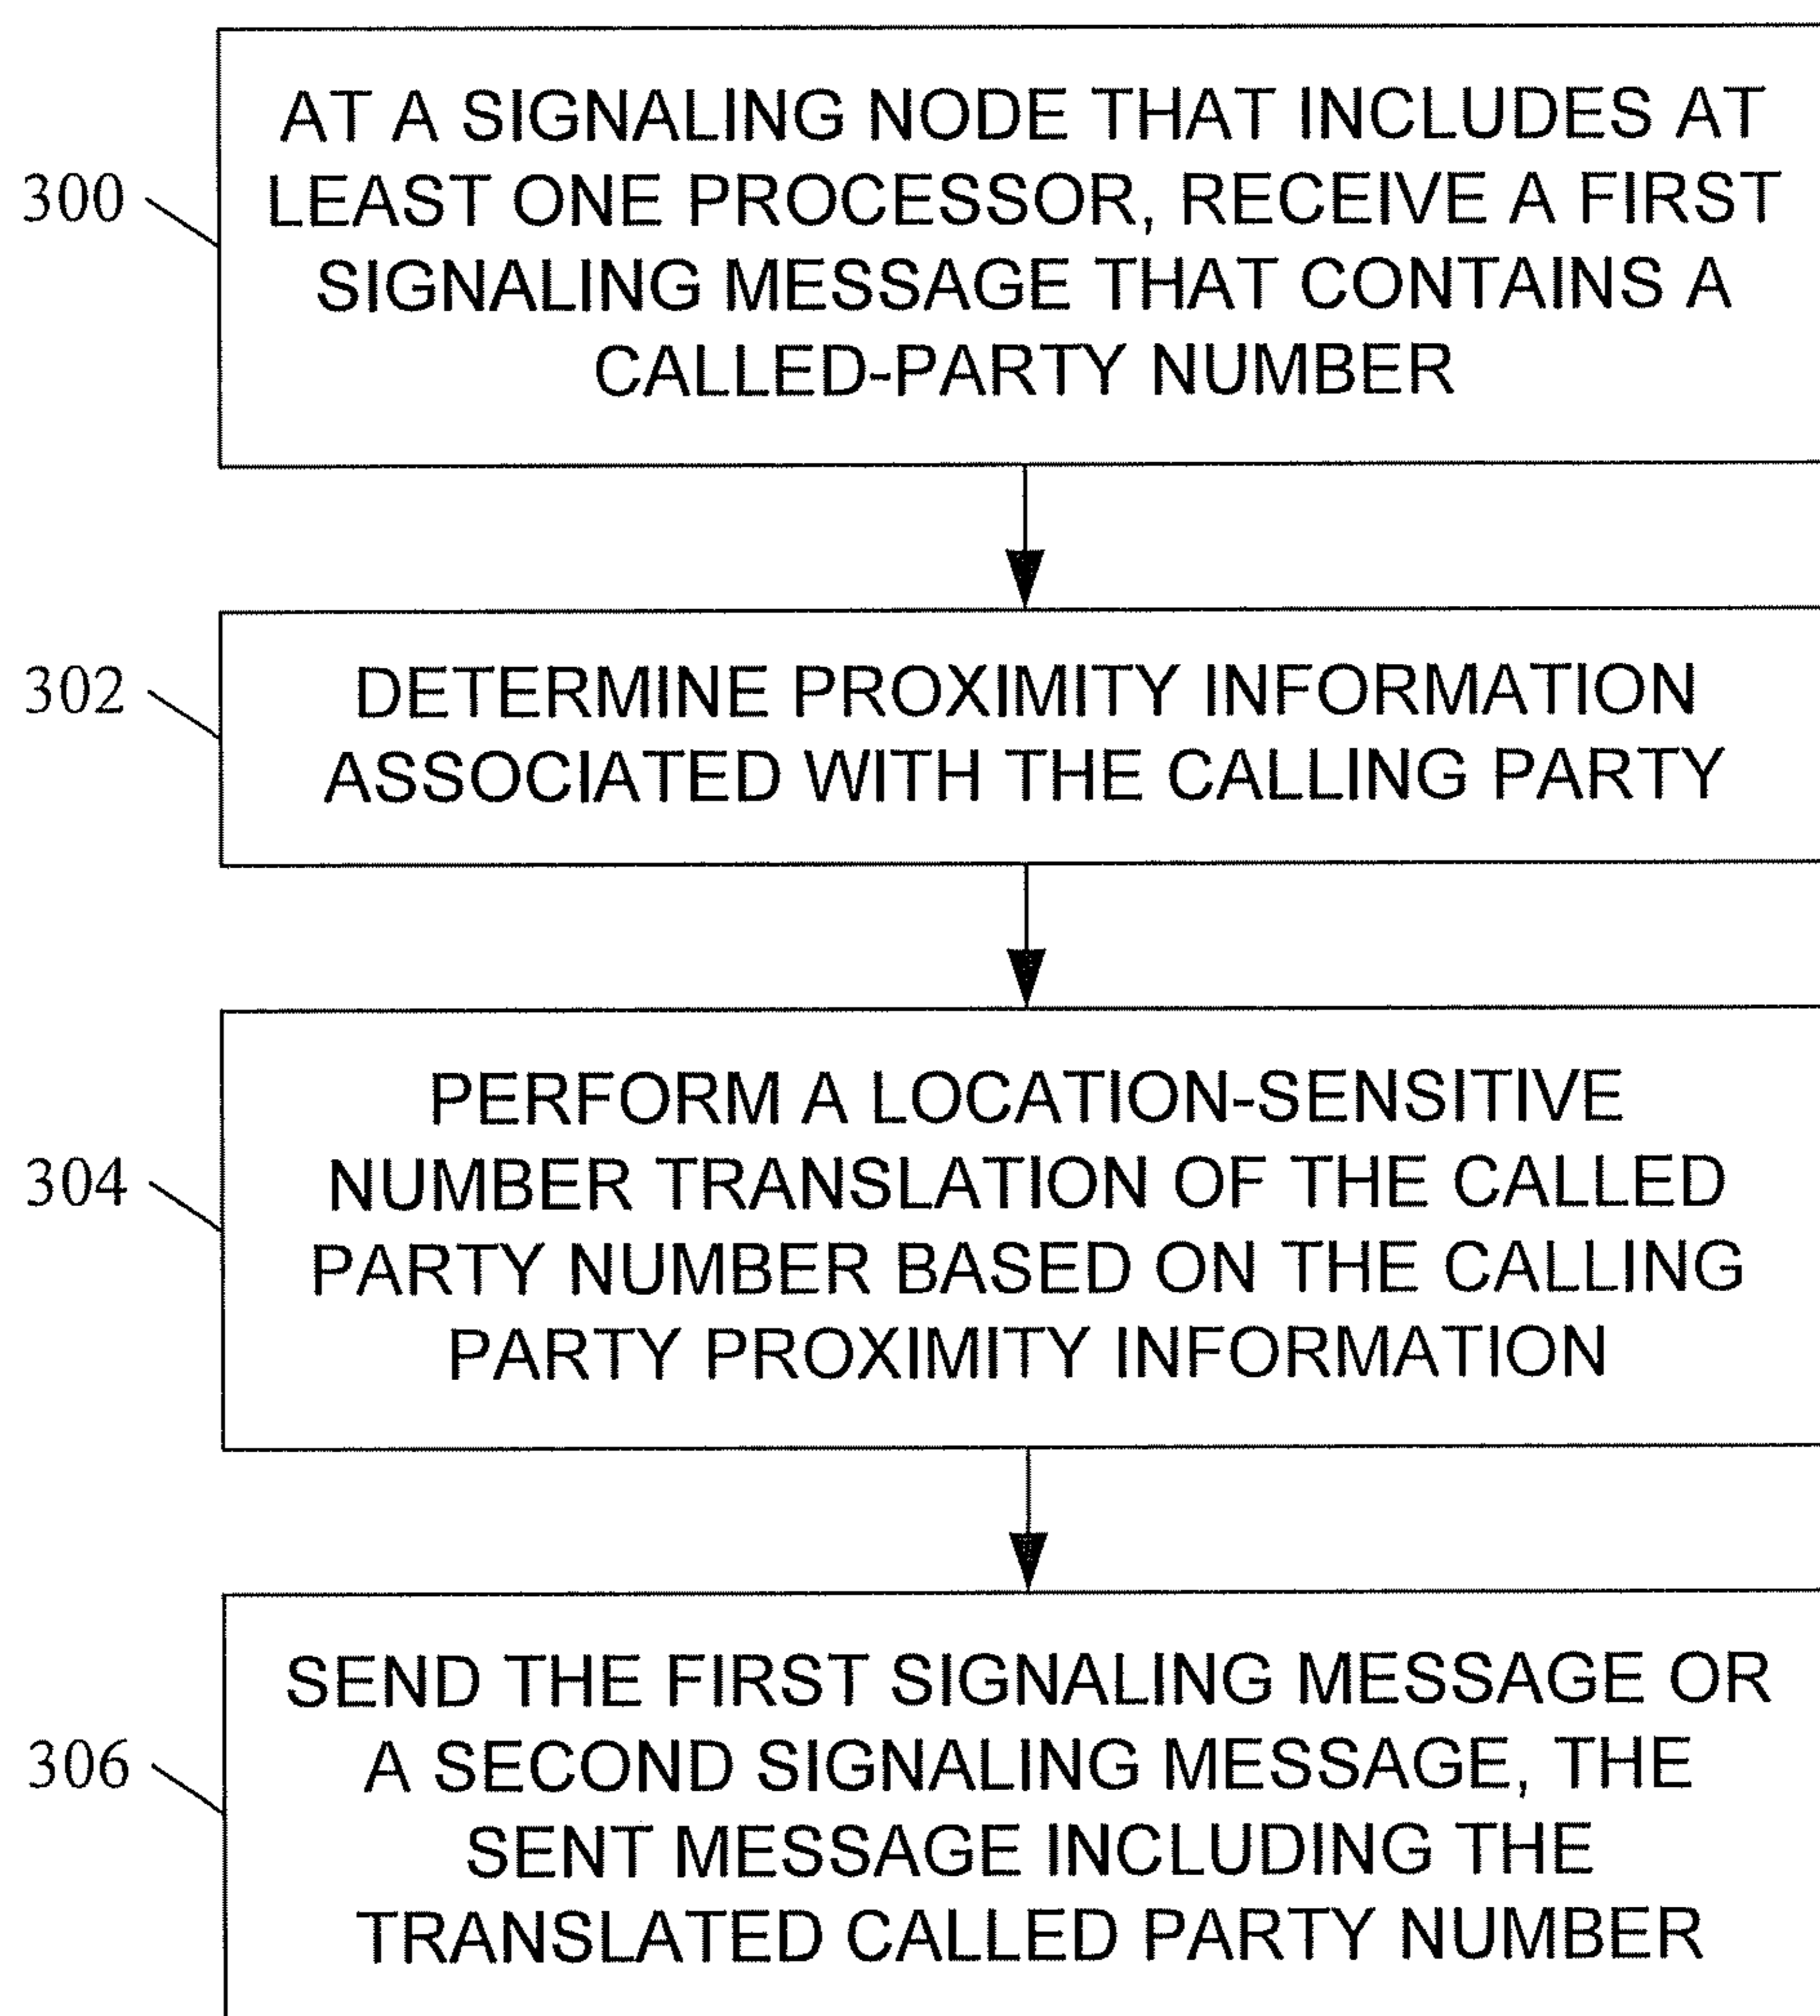 AT A SIGNALING NODE THAT INCLUDES AT
LEAST ONE PROCESSOR, RECEIVE A FIRST
SIGNALING MESSAGE THAT CONTAINS A
CALLED-PARTY NUMBER
300
DETERMINE PROXIMITY INFORMATION
ASSOCIATED WITH THE CALLING PARTY
302
PERFORM A LOCATION-SENSITIVE
NUMBER TRANSLATION OF THE CALLED
PARTY NUMBER BASED ON THE CALLING
PARTY PROXIMITY INFORMATION
304
SEND THE FIRST SIGNALING MESSAGE OR
A SECOND SIGNALING MESSAGE, THE
SENT MESSAGE INCLUDING THE
TRANSLATED CALLED PARTY NUMBER
306